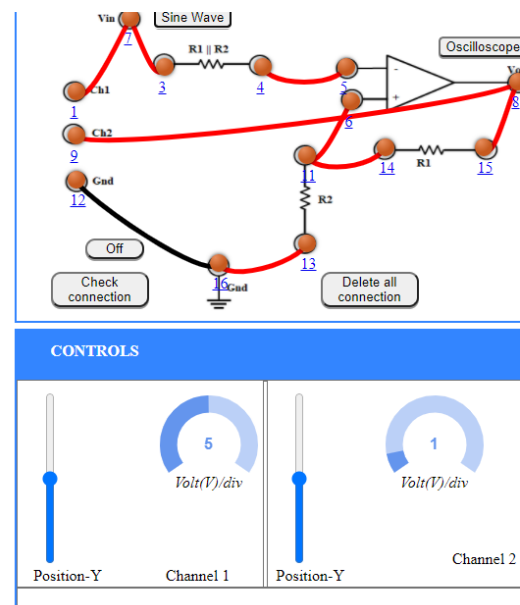 Vin
Sine Wave
7
R1 || R2
Oscilloscope
3
4
5
-
Vo
8
Ch1
1
6
+
Ch2
9
11
14
R1
15
Gnd
12
R2
Off
13
16
Gnd
Check
connection
Delete all
connection
CONTROLS
5
Volt(V)/div
1
Volt(V)/div
Position-Y
Channel 1
Position-Y
Channel 2